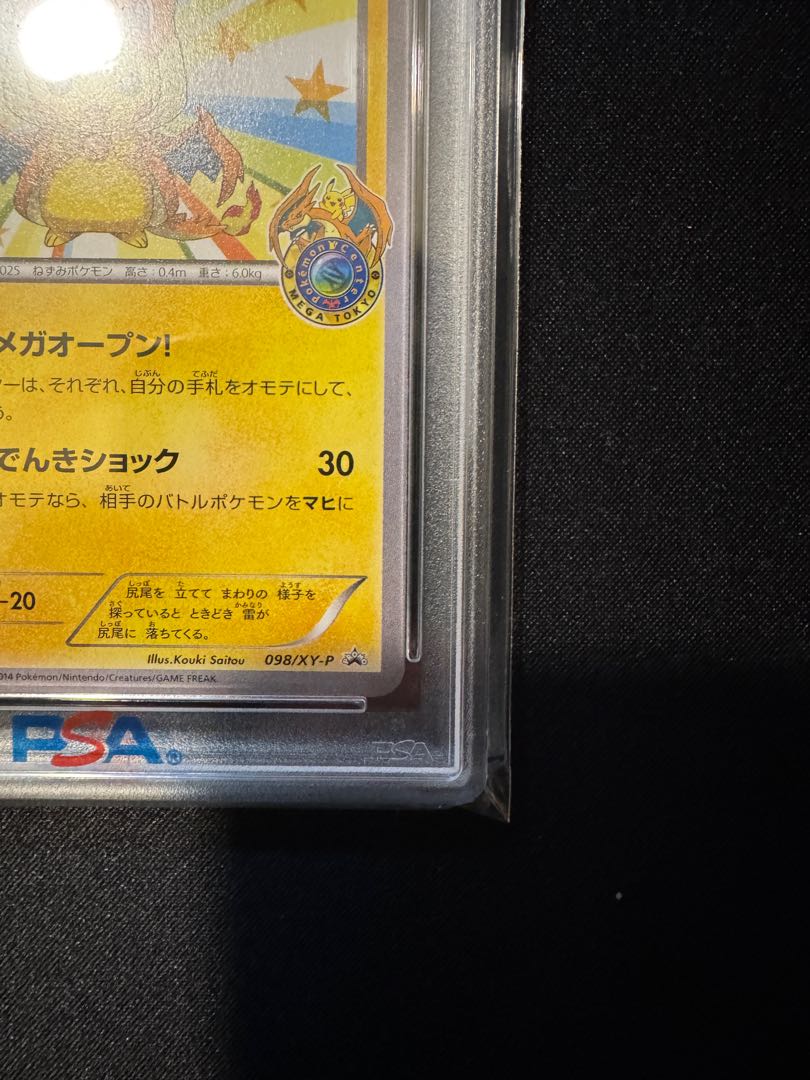 Pokémon Center
MEGA TOKYO
025 ねずみポケモン 高さ:0.4m 重さ:6.0kg
メガオープン!
ーは、それぞれ、自分の手札をオモテにして、
う。
でんきショック 30
オモテなら、相手のバトルポケモンをマヒに
-20
尻尾を 立てて まわりの 様子を
探っていると ときどき 雷が
尻尾に 落ちてくる。
Illus.Kouki Saitou 098/XY-P
014 Pokémon/Nintendo/Creatures/GAME FREAK
PSA®
PSA